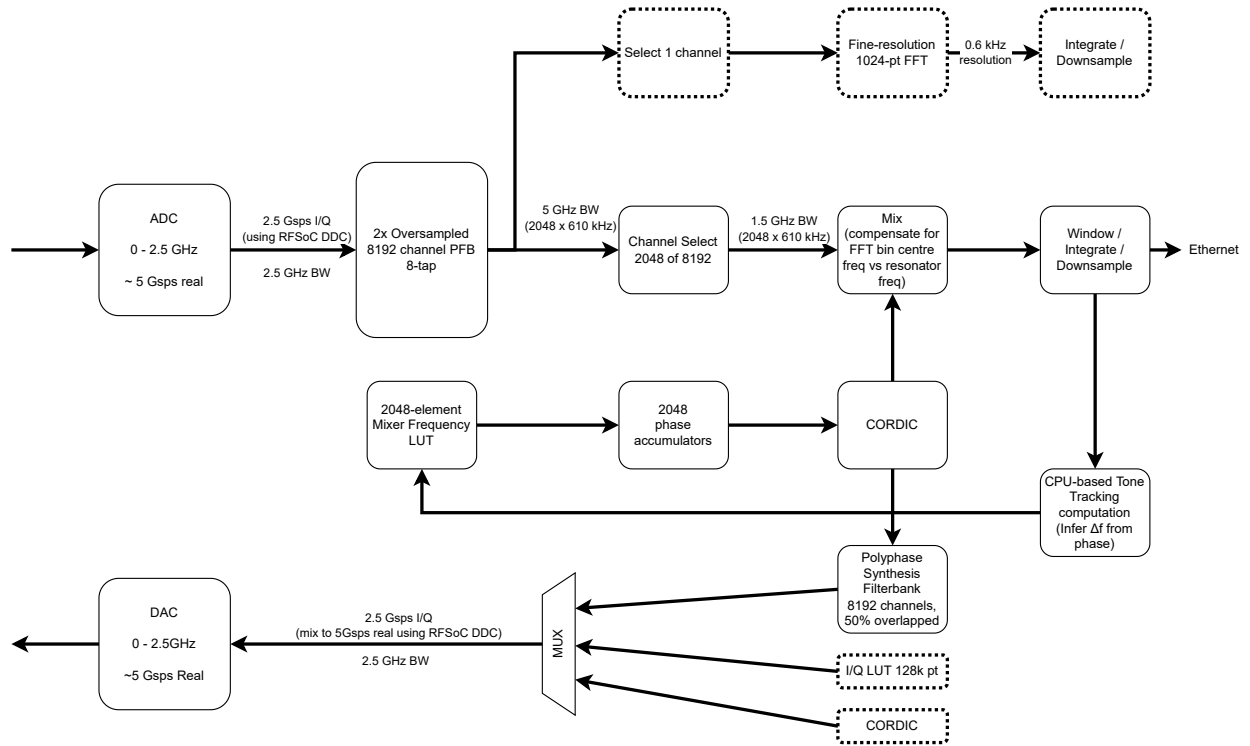 Select 1 channel
Fine-resolution
1024-pt FFT
0.6 kHz
resolution
Integrate /
Downsample
ADC
0 - 2.5 GHz
~ 5 Gsps real
2.5 Gsps I/Q
(using RFSoC DDC)
2.5 GHz BW
2x Oversampled
8192 channel PFB
8-tap
5 GHz BW
(2048 x 610 kHz)
Channel Select
2048 of 8192
1.5 GHz BW
(2048 x 610 kHz)
Mix
(compensate for
FFT bin centre
freq vs resonator
freq)
Window /
Integrate /
Downsample
Ethernet
2048-element
Mixer Frequency
LUT
2048
phase
accumulators
CORDIC
CPU-based Tone
Tracking
computation
(Infer Δf from
phase)
Polyphase
Synthesis
Filterbank
8192 channels,
50% overlapped
DAC
0 - 2.5GHz
~5 Gsps Real
2.5 Gsps I/Q
(mix to 5Gsps real using RFSoC DDC)
2.5 GHz BW
MUX
I/Q LUT 128k pt
CORDIC